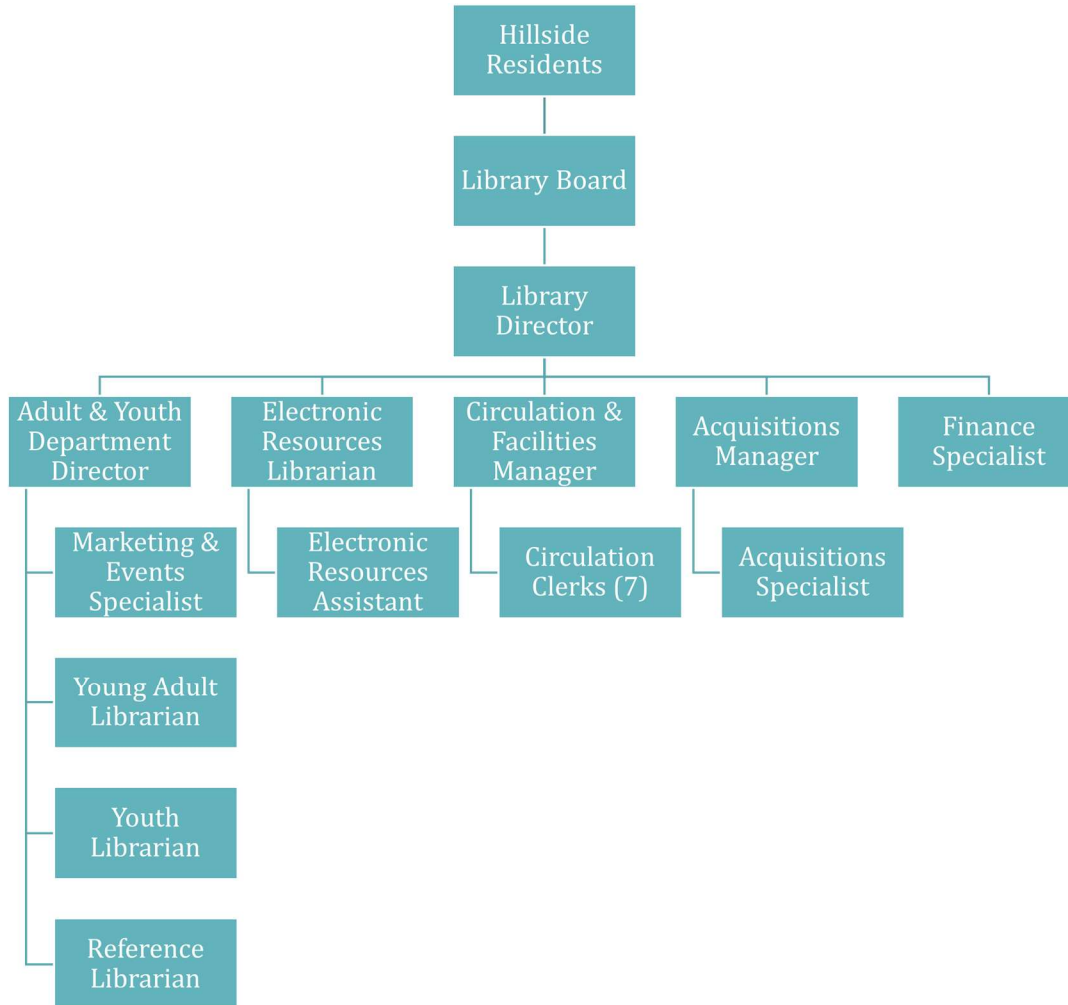 Hillside
Residents
Library Board
Library
Director
Adult & Youth
Department
Director
Electronic
Resources
Librarian
Circulation &
Facilities
Manager
Acquisitions
Manager
Finance
Specialist
Marketing &
Events
Specialist
Electronic
Resources
Assistant
Circulation
Clerks (7)
Acquisitions
Specialist
Young Adult
Librarian
Youth
Librarian
Reference
Librarian